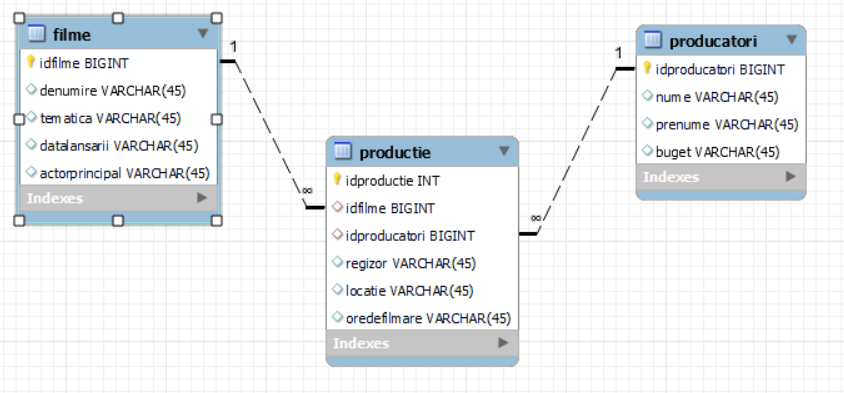 filme
idfilme BIGINT
denumire VARCHAR(45)
tematica VARCHAR(45)
datalansarii VARCHAR(45)
actorprincipal VARCHAR(45)
Indexes
1
∞
productie
idproductie INT
idfilme BIGINT
idproducatori BIGINT
regizor VARCHAR(45)
locatie VARCHAR(45)
oredefilmare VARCHAR(45)
Indexes
∞
1
producatori
idproducatori BIGINT
nume VARCHAR(45)
prenume VARCHAR(45)
buget VARCHAR(45)
Indexes